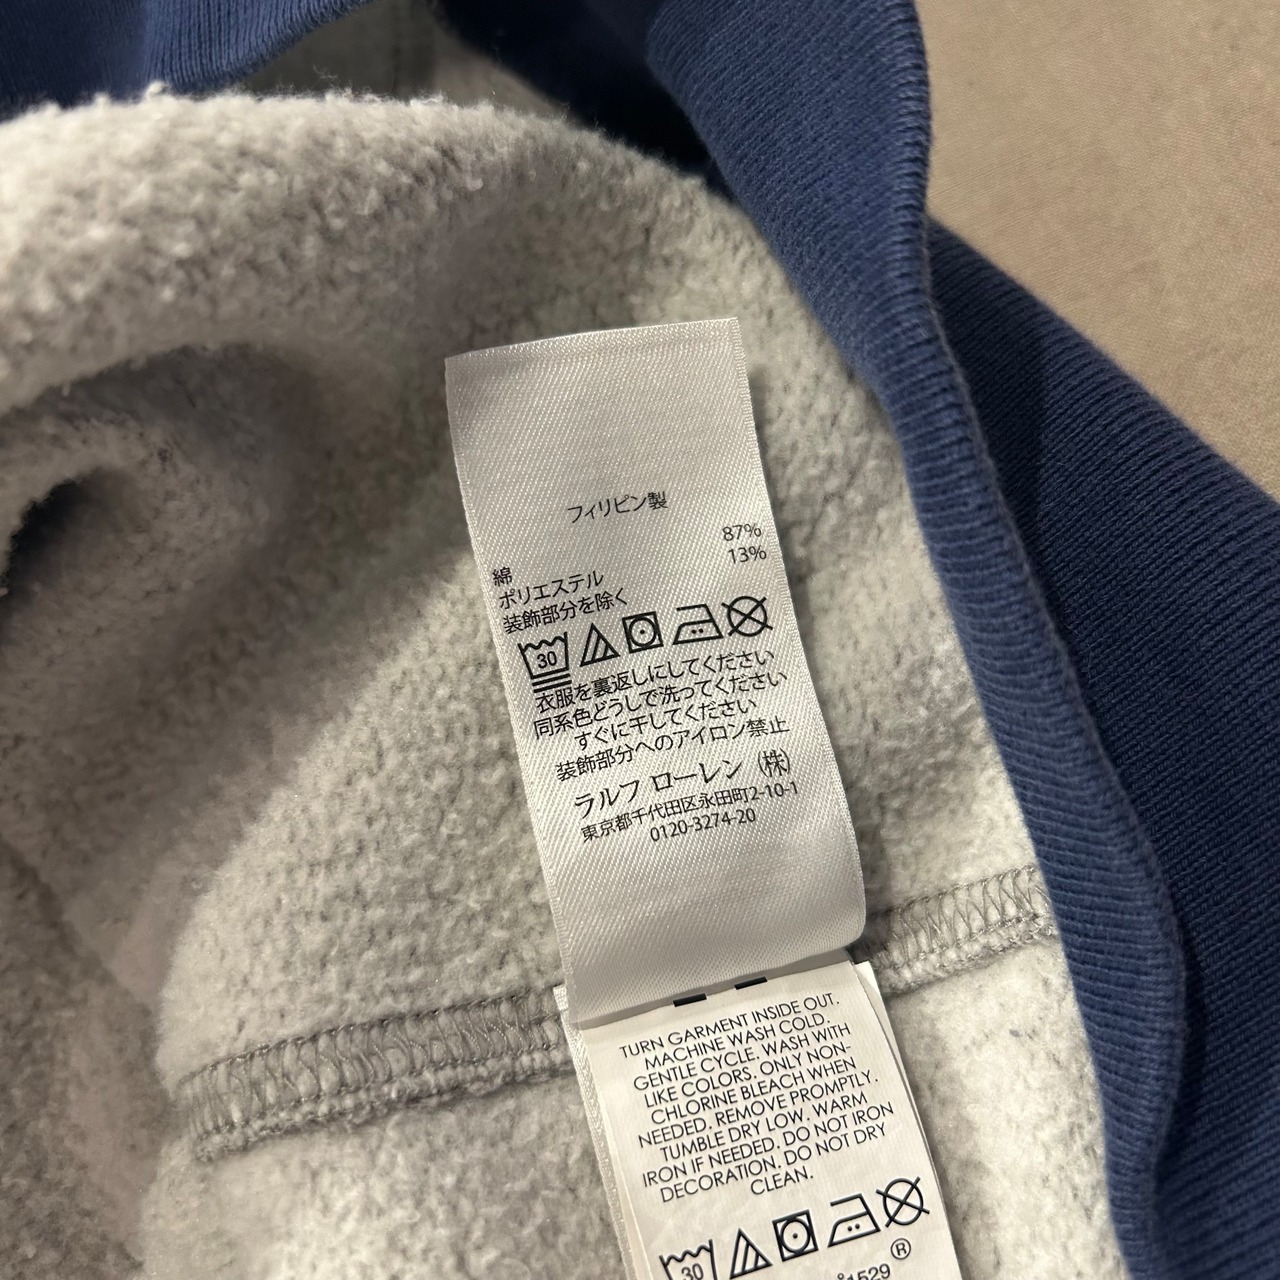 フィリピン製
87%
13%
綿
ポリエステル
装飾部分を除く
30
衣服を裏返しにしてください
同系色どうしで洗ってください
すぐに干してください
装飾部分へのアイロン禁止
ラルフ ローレン (株)
東京都千代田区永田町2-10-1
0120-3274-20
TURN GARMENT INSIDE OUT.
MACHINE WASH COLD.
GENTLE CYCLE. WASH WITH
LIKE COLORS. ONLY NON-
CHLORINE BLEACH WHEN
NEEDED. REMOVE PROMPTLY.
TUMBLE DRY LOW. WARM
IRON IF NEEDED. DO NOT IRON
DECORATION. DO NOT DRY
CLEAN.
30
®
1529